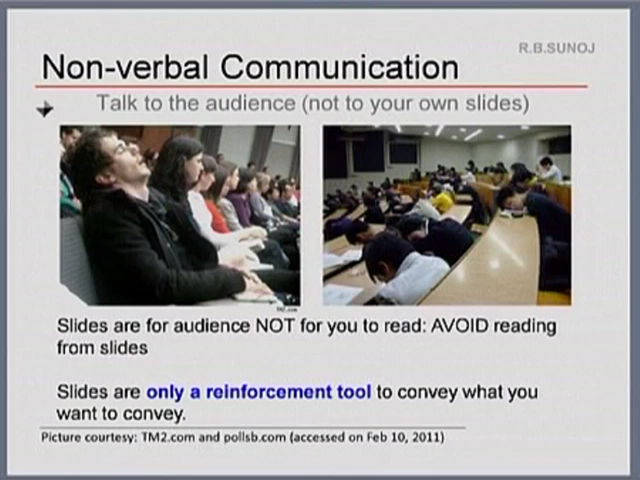 R.B.SUNOJ
Non-verbal Communication
Talk to the audience (not to your own slides)
TM2.com
Slides are for audience NOT for you to read: AVOID reading
from slides
Slides are only a reinforcement tool to convey what you
want to convey.
Picture courtesy: TM2.com and pollsb.com (accessed on Feb 10, 2011)